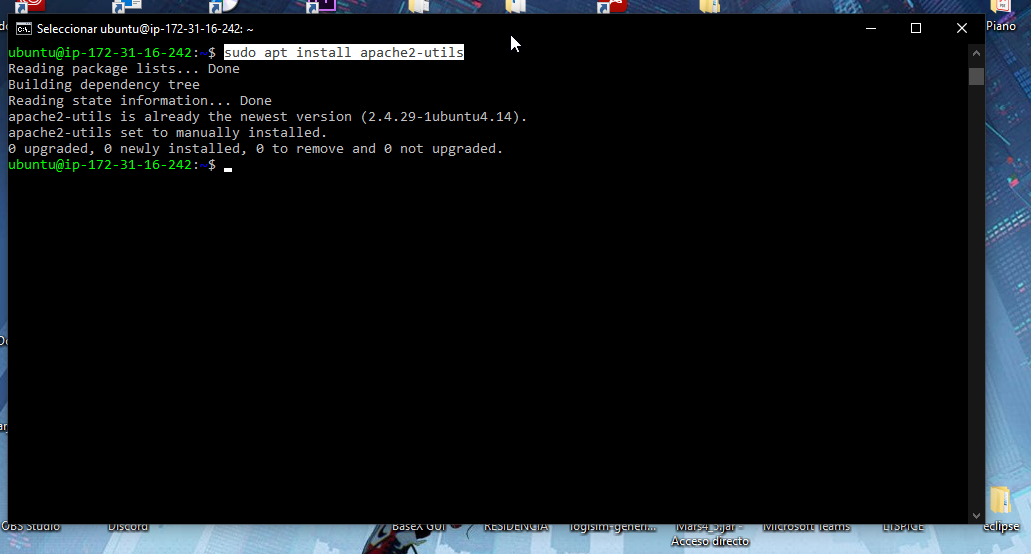 Seleccionar ubuntu@ip-172-31-16-242: ~
Piano
ubuntu@ip-172-31-16-242:~$ sudo apt install apache2-utils
Reading package lists... Done
Building dependency tree
Reading state information... Done
apache2-utils is already the newest version (2.4.29-1ubuntu4.14).
apache2-utils set to manually installed.
0 upgraded, 0 newly installed, 0 to remove and 0 not upgraded.
ubuntu@ip-172-31-16-242:~$
OBS Studio Discord BaseX GUI RESIDENCIA logisim-generi... Mars4_5.jar - Microsoft Teams LTSPICE eclipse
Acceso directo